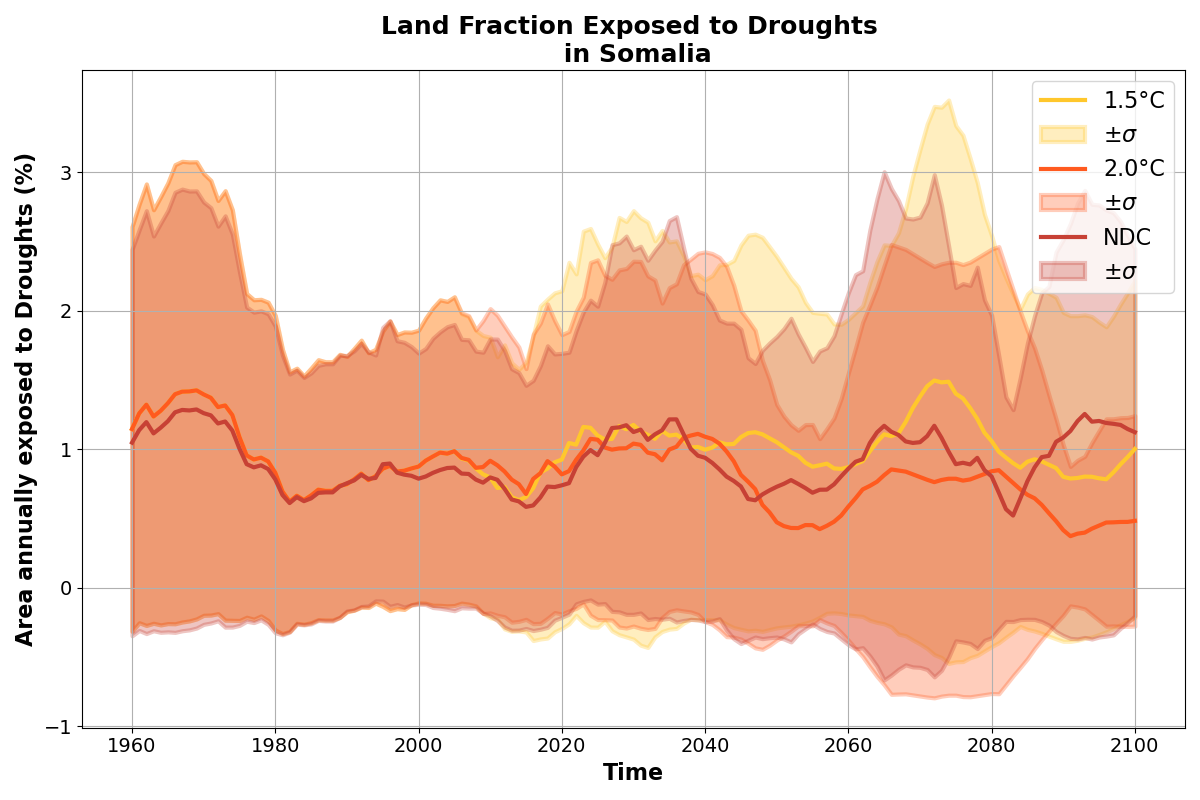 Land Fraction Exposed to Droughts
in Somalia
Area annually exposed to Droughts (%)
3
2
1
0
−1
1960 1980 2000 2020 2040 2060 2080 2100
Time
1.5°C
±σ
2.0°C
±σ
NDC
±σ